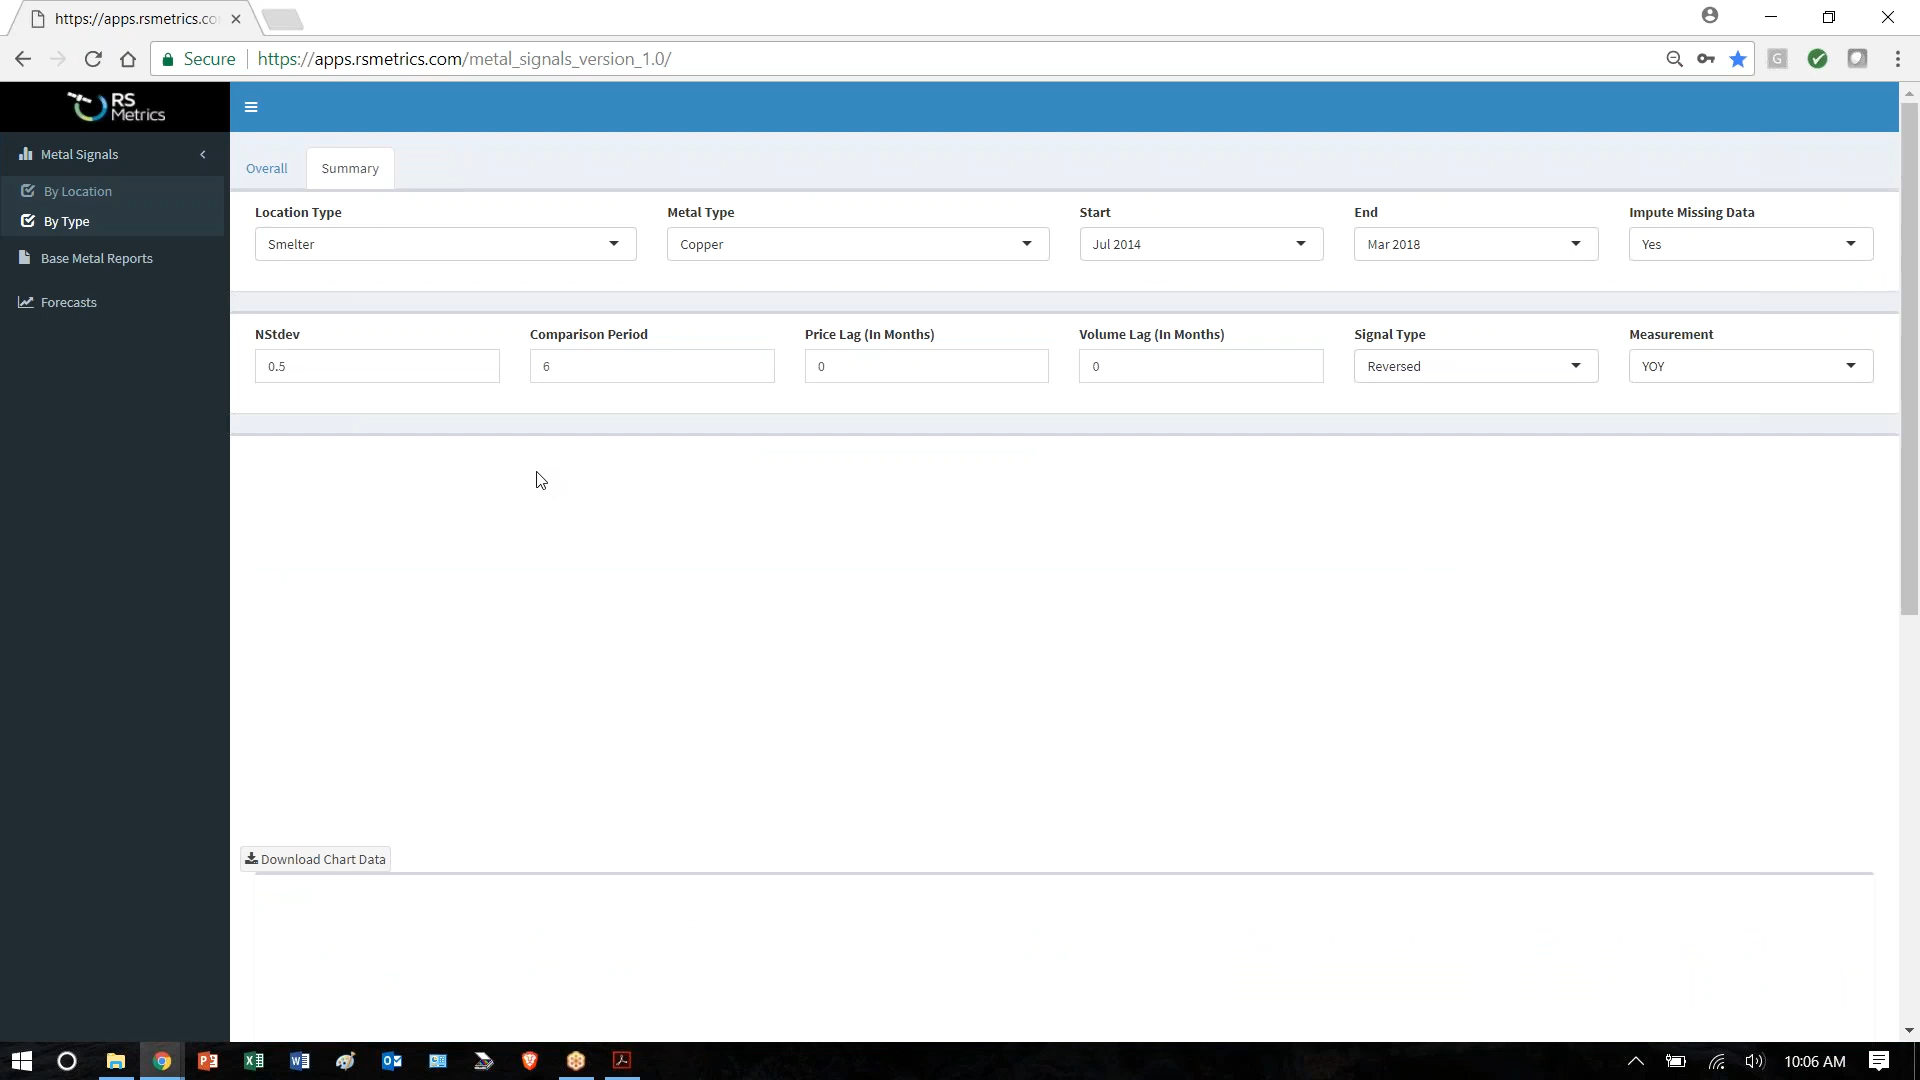 https://apps.rsmetrics.co
Secure
https://apps.rsmetrics.com/metal_signals_version_1.0/
G
RS
Metrics
Metal Signals
By Location
By Type
Base Metal Reports
Forecasts
Overall
Summary
Location Type
Metal Type
Start
End
Impute Missing Data
Smelter
Copper
Jul 2014
Mar 2018
Yes
NStdev
Comparison Period
Price Lag (In Months)
Volume Lag (In Months)
Signal Type
Measurement
0.5
6
0
0
Reversed
YOY
Download Chart Data
10:06 AM